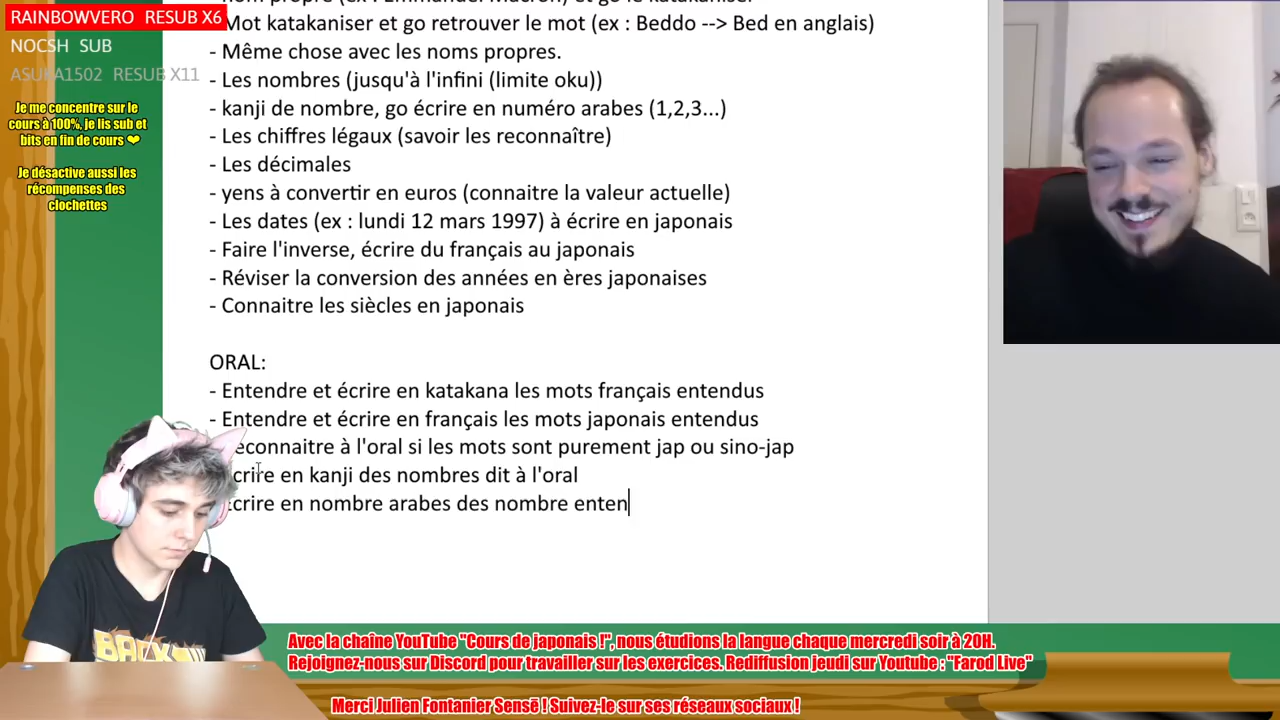 RAINBOWVERO RESUB X6
NOCSH SUB
ASUKA1502 RESUB X11
Je me concentre sur le
cours à 100%, je lis sub et
bits en fin de cours ❤
Je désactive aussi les
récompenses des
clochettes
nom propre (ex : Emmanuel Macron) et go le katakaniser
Mot katakaniser et go retrouver le mot (ex : Beddo --> Bed en anglais)
- Même chose avec les noms propres.
- Les nombres (jusqu'à l'infini (limite oku))
- kanji de nombre, go écrire en numéro arabes (1,2,3...)
- Les chiffres légaux (savoir les reconnaître)
- Les décimales
- yens à convertir en euros (connaitre la valeur actuelle)
- Les dates (ex : lundi 12 mars 1997) à écrire en japonais
- Faire l'inverse, écrire du français au japonais
- Réviser la conversion des années en ères japonaises
- Connaitre les siècles en japonais
ORAL:
- Entendre et écrire en katakana les mots français entendus
- Entendre et écrire en français les mots japonais entendus
econnaitre à l'oral si les mots sont purement jap ou sino-jap
crire en kanji des nombres dit à l'oral
crire en nombre arabes des nombre enten
Avec la chaîne YouTube "Cours de japonais !", nous étudions la langue chaque mercredi soir à 20H.
Rejoignez-nous sur Discord pour travailler sur les exercices. Rediffusion jeudi sur Youtube : "Farod Live"
Merci Julien Fontanier Sensē ! Suivez-le sur ses réseaux sociaux !